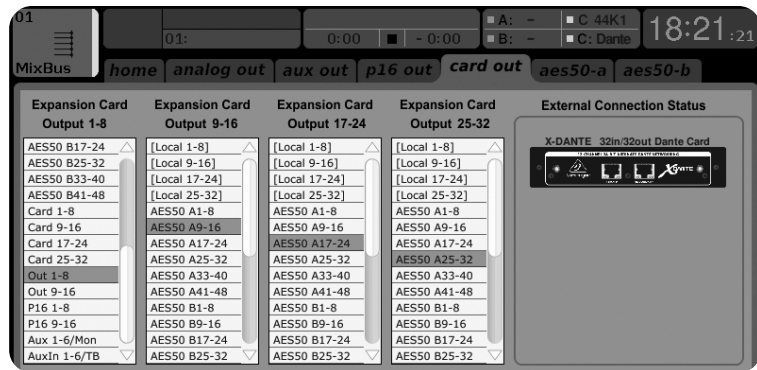 01
01:
0:00
- 0:00
A: -
B: -
C 44K1
C: Dante
18:21:21
MixBus
home
analog out
aux out
p16 out
card out
aes50-a
aes50-b
Expansion Card
Output 1-8
AES50 B17-24
AES50 B25-32
AES50 B33-40
AES50 B41-48
Card 1-8
Card 9-16
Card 17-24
Card 25-32
Out 1-8
Out 9-16
P16 1-8
P16 9-16
Aux 1-6/Mon
AuxIn 1-6/TB
Expansion Card
Output 9-16
[Local 1-8]
[Local 9-16]
[Local 17-24]
[Local 25-32]
AES50 A1-8
AES50 A9-16
AES50 A17-24
AES50 A25-32
AES50 A33-40
AES50 A41-48
AES50 B1-8
AES50 B9-16
AES50 B17-24
AES50 B25-32
Expansion Card
Output 17-24
[Local 1-8]
[Local 9-16]
[Local 17-24]
[Local 25-32]
AES50 A1-8
AES50 A9-16
AES50 A17-24
AES50 A25-32
AES50 A33-40
AES50 A41-48
AES50 B1-8
AES50 B9-16
AES50 B17-24
AES50 B25-32
Expansion Card
Output 25-32
[Local 1-8]
[Local 9-16]
[Local 17-24]
[Local 25-32]
AES50 A1-8
AES50 A9-16
AES50 A17-24
AES50 A25-32
AES50 A33-40
AES50 A41-48
AES50 B1-8
AES50 B9-16
AES50 B17-24
AES50 B25-32
External Connection Status
X-DANTE 32in/32out Dante Card